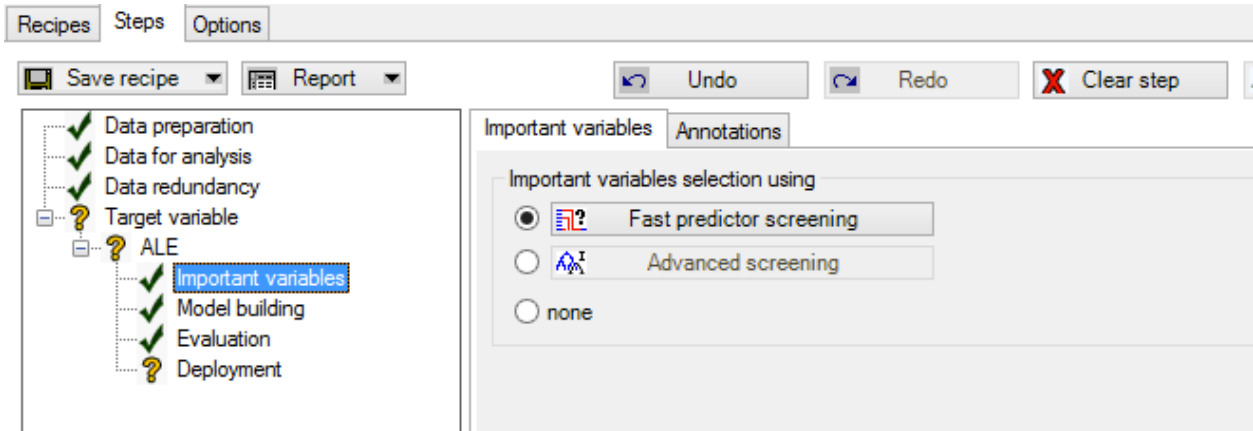 Recipes Steps Options
Save recipe Report Undo Redo Clear step
Data preparation
Data for analysis
Data redundancy
Target variable
ALE
Important variables
Model building
Evaluation
Deployment
Important variables Annotations
Important variables selection using
Fast predictor screening
Advanced screening
none